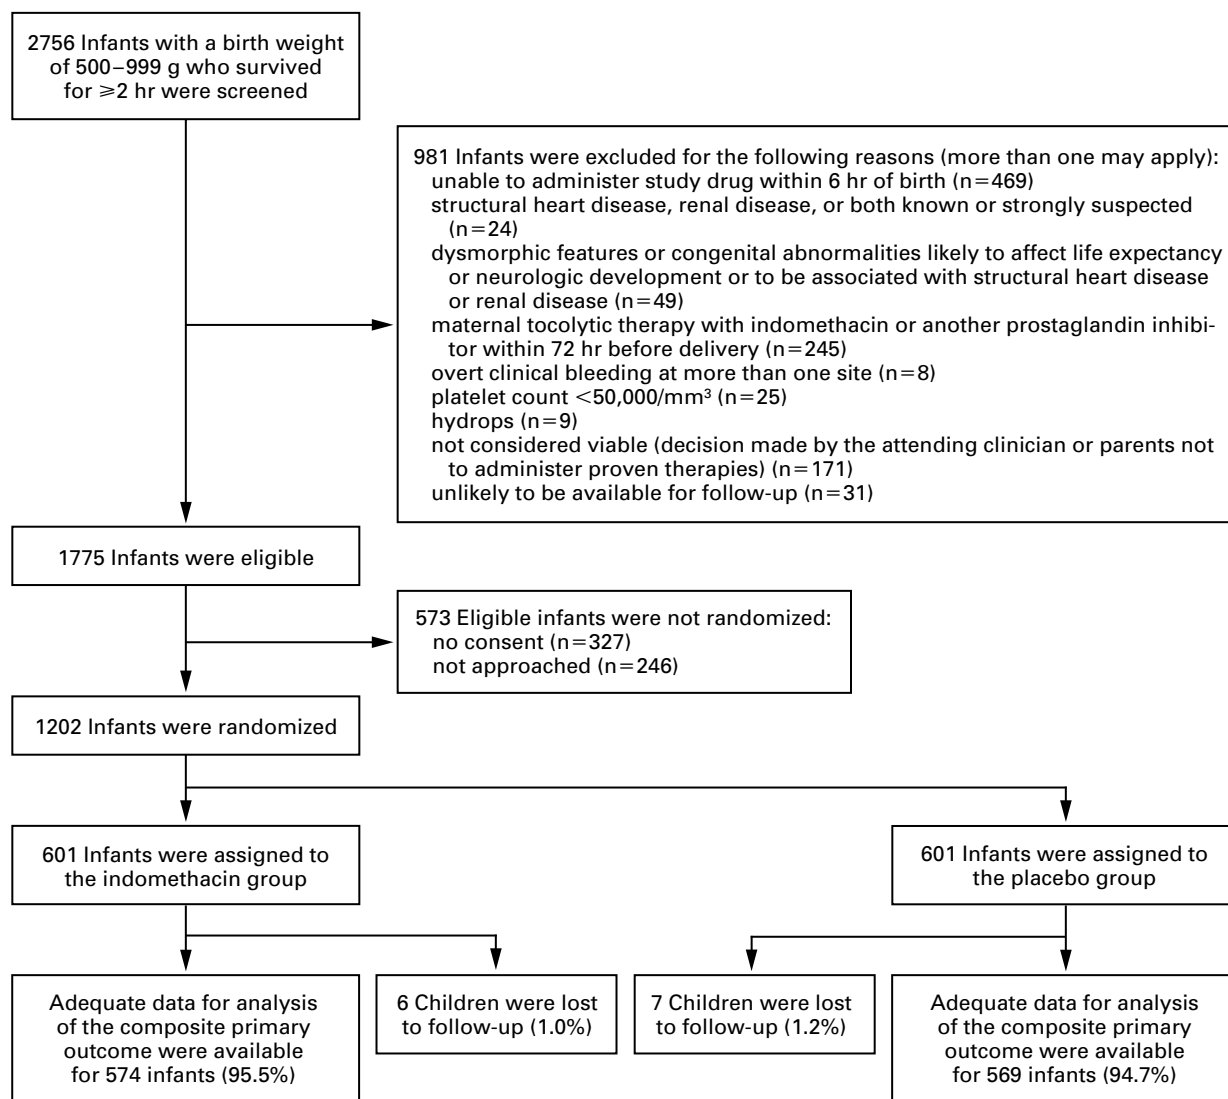 2756 Infants with a birth weight
of 500–999 g who survived
for ⩾2 hr were screened
981 Infants were excluded for the following reasons (more than one may apply):
unable to administer study drug within 6 hr of birth (n=469)
structural heart disease, renal disease, or both known or strongly suspected
(n=24)
dysmorphic features or congenital abnormalities likely to affect life expectancy
or neurologic development or to be associated with structural heart disease
or renal disease (n=49)
maternal tocolytic therapy with indomethacin or another prostaglandin inhibi-
tor within 72 hr before delivery (n=245)
overt clinical bleeding at more than one site (n=8)
platelet count <50,000/mm³ (n=25)
hydrops (n=9)
not considered viable (decision made by the attending clinician or parents not
to administer proven therapies) (n=171)
unlikely to be available for follow-up (n=31)
1775 Infants were eligible
573 Eligible infants were not randomized:
no consent (n=327)
not approached (n=246)
1202 Infants were randomized
601 Infants were assigned to
the indomethacin group
601 Infants were assigned to
the placebo group
Adequate data for analysis
of the composite primary
outcome were available
for 574 infants (95.5%)
6 Children were lost
to follow-up (1.0%)
7 Children were lost
to follow-up (1.2%)
Adequate data for analysis
of the composite primary
outcome were available
for 569 infants (94.7%)